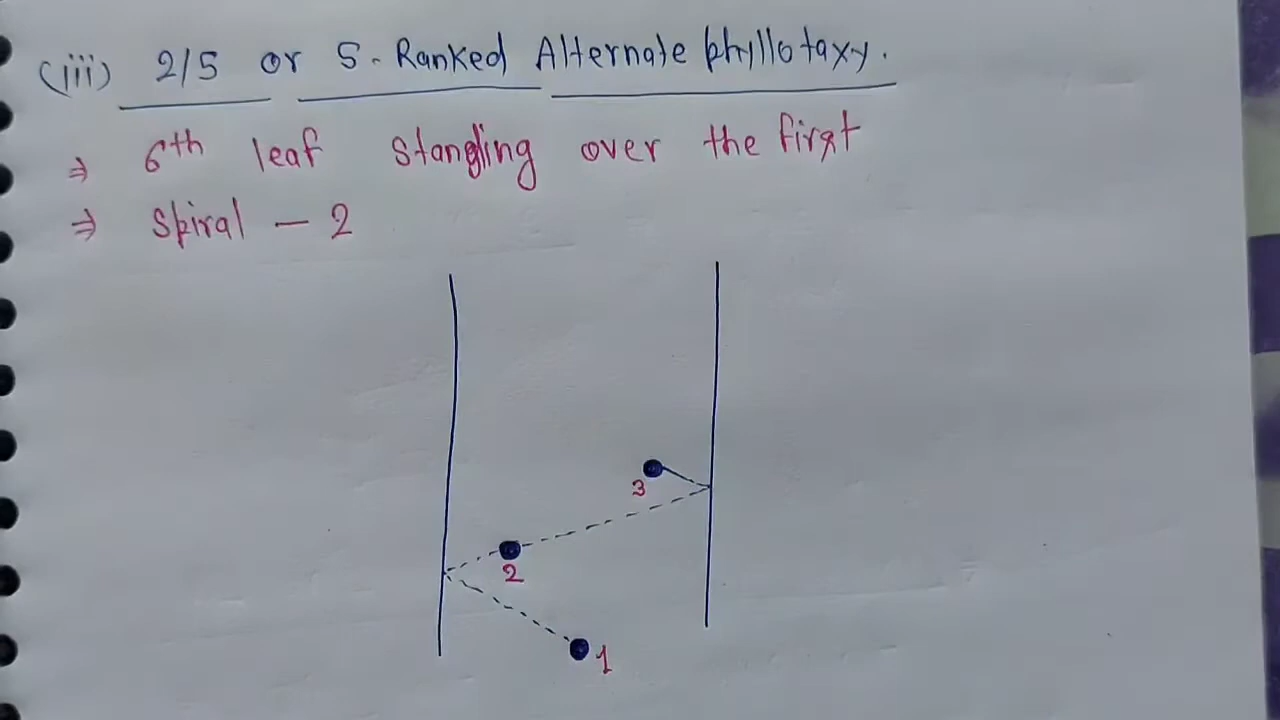 (iii) 2/5 or 5-Ranked Alternate phyllotaxy.
⇒ 6th leaf standing over the first
⇒ Spiral - 2
3
2
1